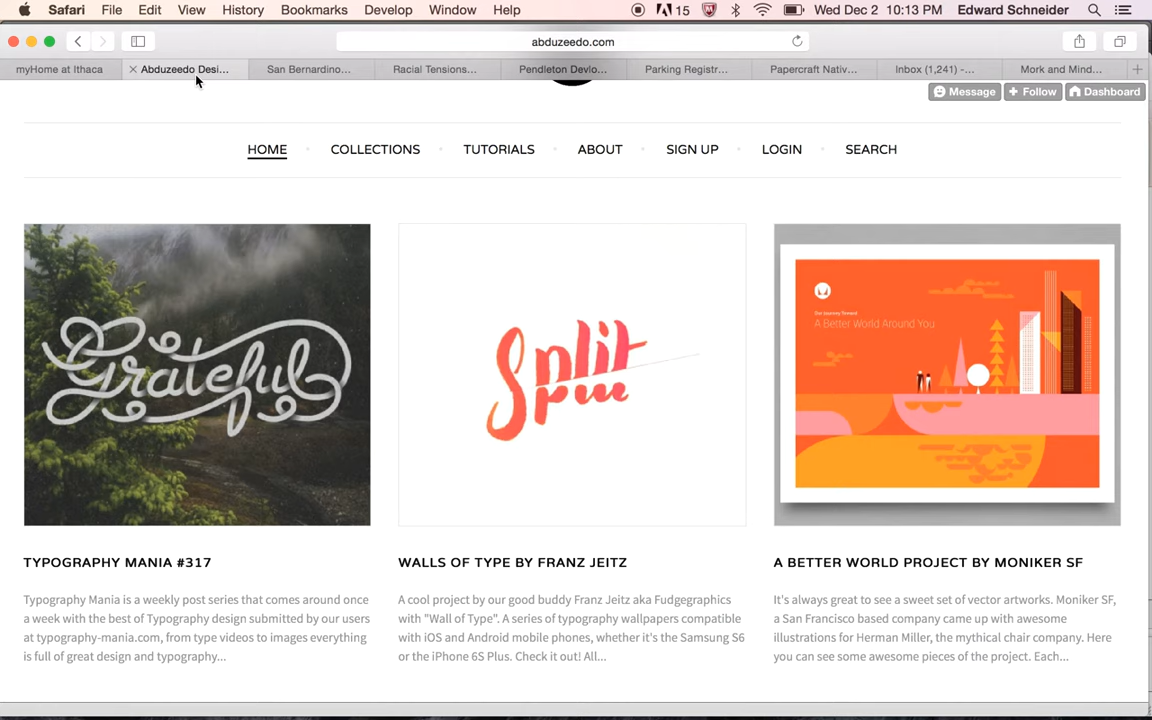 Safari File Edit View History Bookmarks Develop Window Help 15 Wed Dec 2 10:13 PM Edward Schneider
abduzeedo.com
myHome at Ithaca Abduzeedo Desi... San Bernardino... Racial Tensions... Pendleton Devlo... Parking Registr... Papercraft Nativ... Inbox (1,241) -... Mork and Mind...
Message Follow Dashboard
HOME COLLECTIONS TUTORIALS ABOUT SIGN UP LOGIN SEARCH
Grateful
Split
A Better World Around You
TYPOGRAPHY MANIA #317
Typography Mania is a weekly post series that comes around once
a week with the best of Typography design submitted by our users
at typography-mania.com, from type videos to images everything
is full of great design and typography...
WALLS OF TYPE BY FRANZ JEITZ
A cool project by our good buddy Franz Jeitz aka Fudgegraphics
with "Wall of Type". A series of typography wallpapers compatible
with iOS and Android mobile phones, whether it's the Samsung S6
or the iPhone 6S Plus. Check it out! All...
A BETTER WORLD PROJECT BY MONIKER SF
It's always great to see a sweet set of vector artworks. Moniker SF,
a San Francisco based company came up with awesome
illustrations for Herman Miller, the mythical chair company. Here
you can see some awesome pieces of the project. Each...